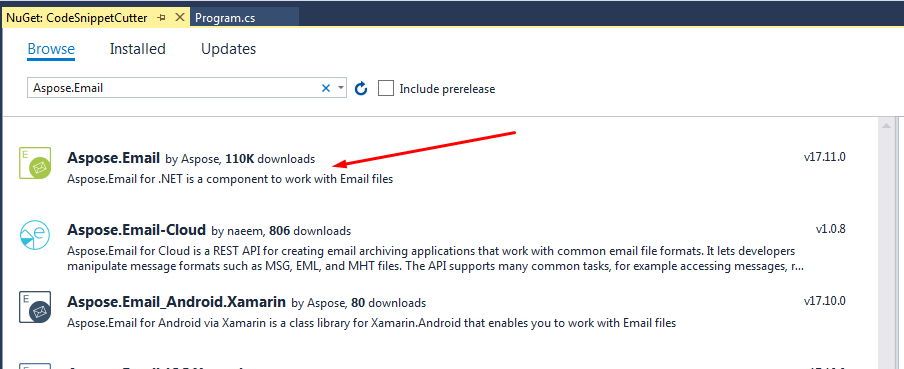 NuGet: CodeSnippetCutter Program.cs
Browse Installed Updates
Aspose.Email Include prerelease
E Aspose.Email by Aspose, 110K downloads v17.11.0
Aspose.Email for .NET is a component to work with Email files
Aspose.Email-Cloud by naeem, 806 downloads v1.0.8
Aspose.Email for Cloud is a REST API for creating email archiving applications that work with common email file formats. It lets developers
manipulate message formats such as MSG, EML, and MHT files. The API supports many common tasks, for example accessing messages, r...
E Aspose.Email_Android.Xamarin by Aspose, 80 downloads v17.10.0
Aspose.Email for Android via Xamarin is a class library for Xamarin.Android that enables you to work with Email files